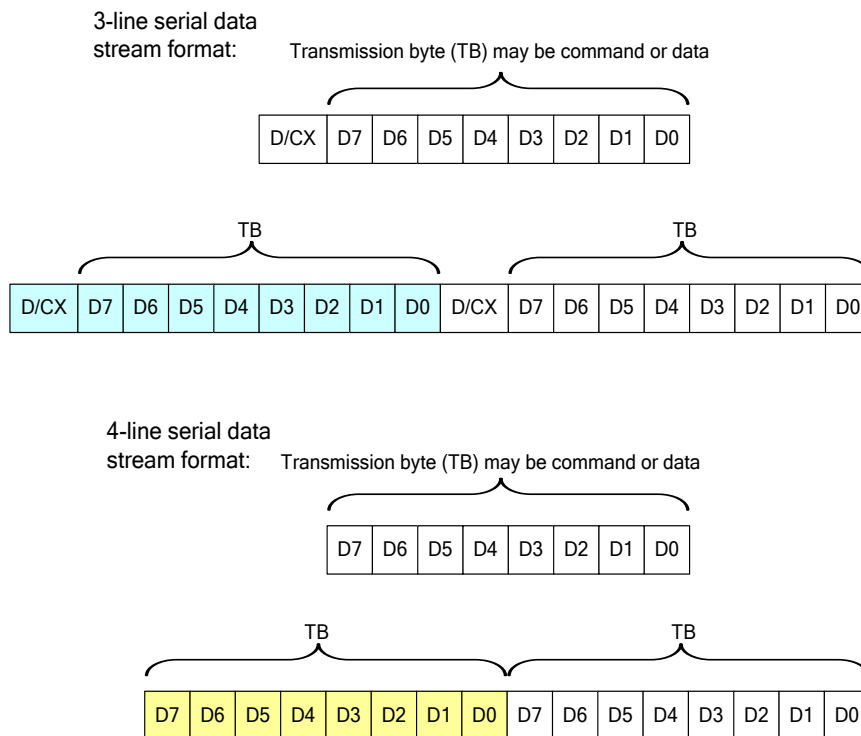 3-line serial data
stream format:
Transmission byte (TB) may be command or data
D/CX D7 D6 D5 D4 D3 D2 D1 D0
TB TB
D/CX D7 D6 D5 D4 D3 D2 D1 D0 D/CX D7 D6 D5 D4 D3 D2 D1 D0
4-line serial data
stream format:
Transmission byte (TB) may be command or data
D7 D6 D5 D4 D3 D2 D1 D0
TB TB
D7 D6 D5 D4 D3 D2 D1 D0 D7 D6 D5 D4 D3 D2 D1 D0